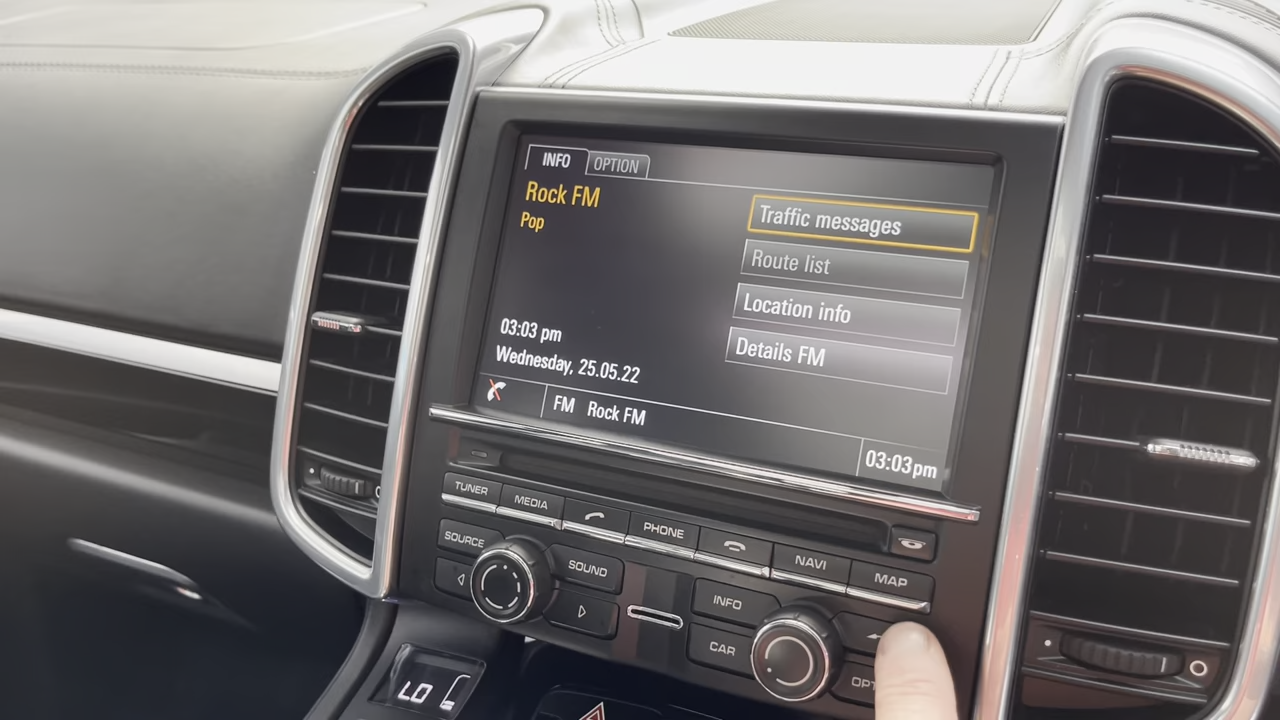 INFO OPTION
Rock FM
Pop
Traffic messages
Route list
Location info
Details FM
03:03 pm
Wednesday, 25.05.22
FM Rock FM
03:03pm
TUNER MEDIA PHONE NAVI MAP
SOURCE SOUND INFO
CAR
OPT
LO